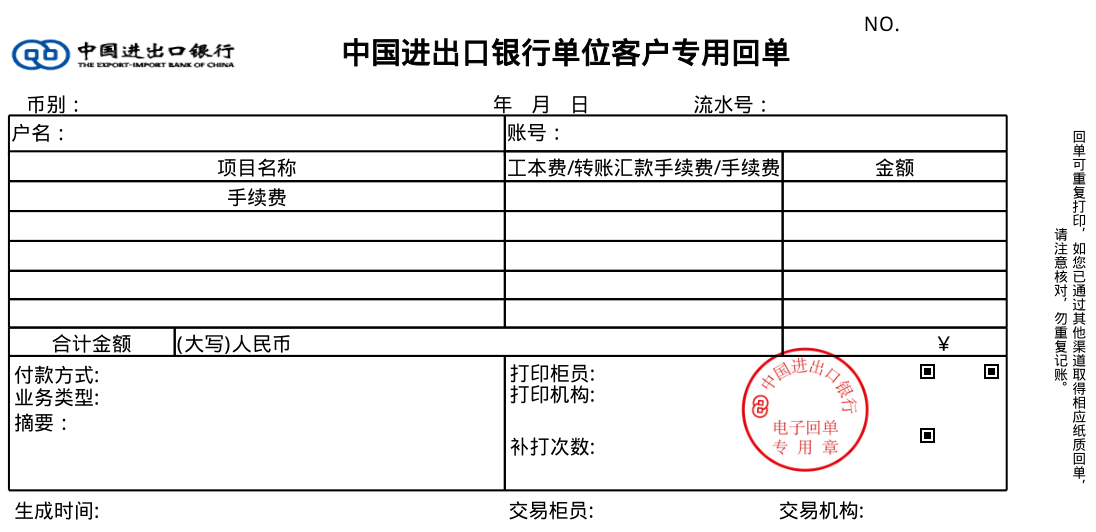 NO.
中国进出口银行
THE EXPORT-IMPORT BANK OF CHINA
中国进出口银行单位客户专用回单
币别： 年 月 日 流水号：
户名： 账号：
项目名称 工本费/转账汇款手续费/手续费 金额
手续费
合计金额 (大写)人民币 ¥
付款方式: 打印柜员:
业务类型: 打印机构:
摘要：
补打次数:
中国进出口银行
电子回单
专用章
生成时间: 交易柜员: 交易机构:
回单可重复打印，如您已通过其他渠道取得相应纸质回单，
请注意核对，勿重复记账。